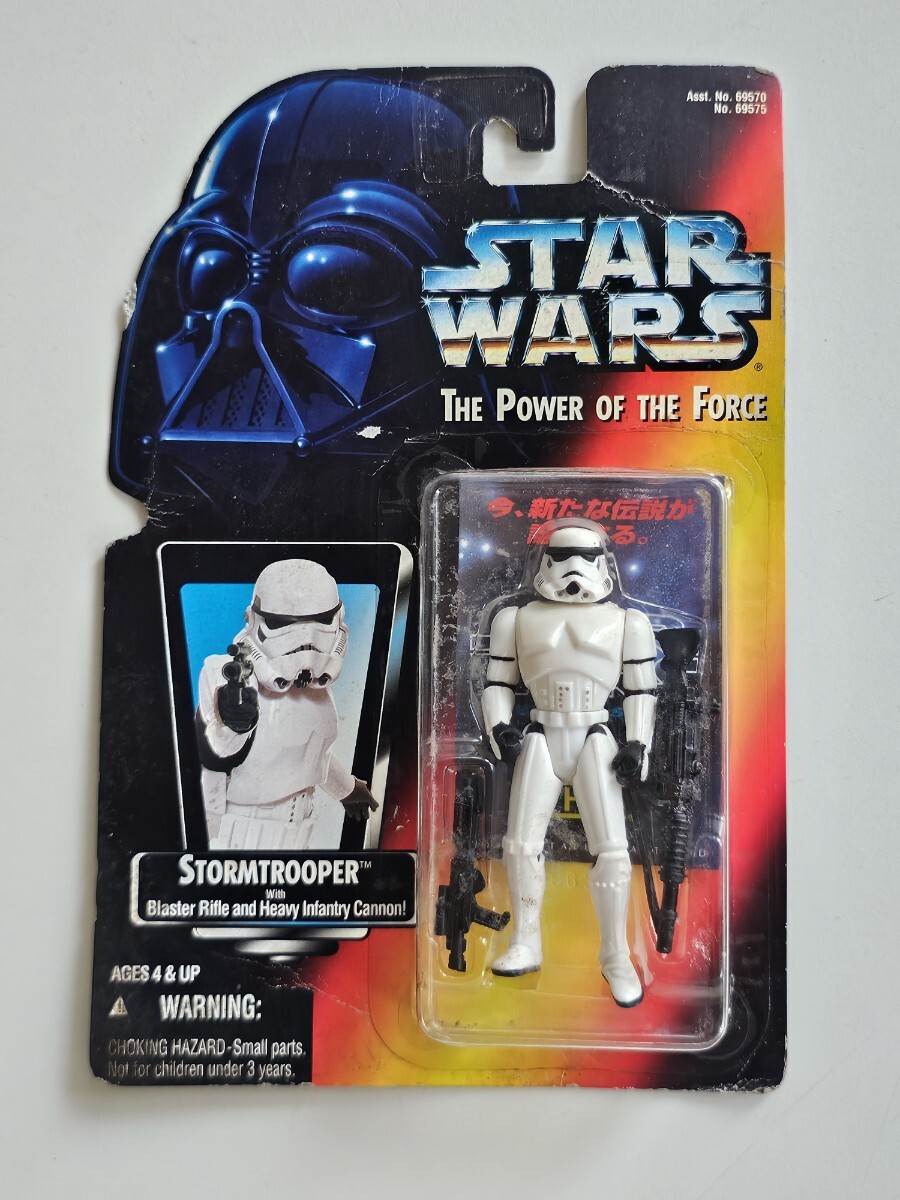 Asst. No. 69570
No. 69575
STAR
WARS
®
THE POWER OF THE FORCE
今、新たな伝説が
る。
STORMTROOPER™
With
Blaster Rifle and Heavy Infantry Cannon!
AGES 4 & UP
WARNING:
CHOKING HAZARD-Small parts.
Not for children under 3 years.